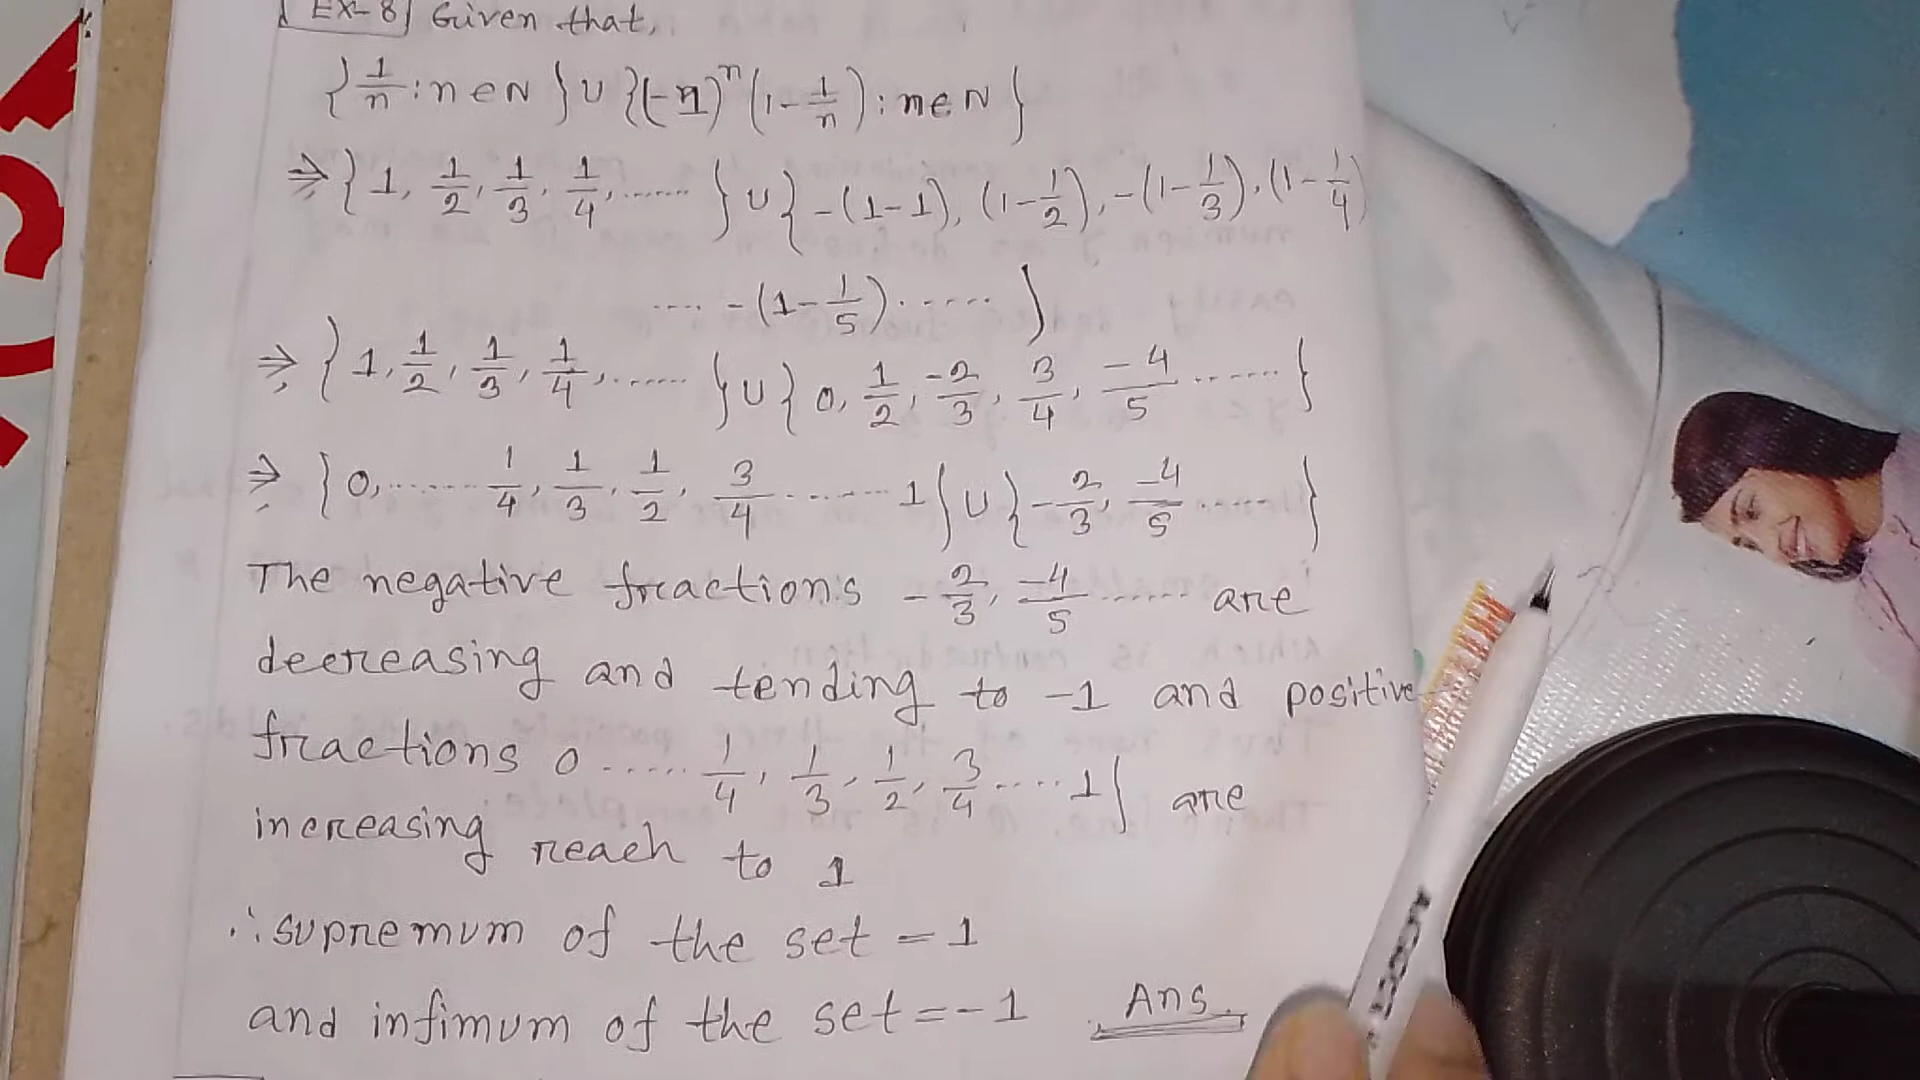 Ex-8) Given that,
{1/n : n ∈ N} ∪ {(-1)^n (1 - 1/n) : n ∈ N}
⇒ {1, 1/2, 1/3, 1/4, ......} ∪ {-(1-1), (1-1/2), -(1-1/3), (1-1/4)
.... -(1-1/5) ......}
⇒ {1, 1/2, 1/3, 1/4, ......} ∪ {0, 1/2, -2/3, 3/4, -4/5 ......}
⇒ {0, ...... 1/4, 1/3, 1/2, 3/4 ...... 1} ∪ {-2/3, -4/5 ......}
The negative fractions -2/3, -4/5 ...... are
decreasing and tending to -1 and positive
fractions 0 ...... 1/4, 1/3, 1/2, 3/4 .... 1} are
increasing reach to 1
∴ supremum of the set = 1
and infimum of the set = -1 Ans.